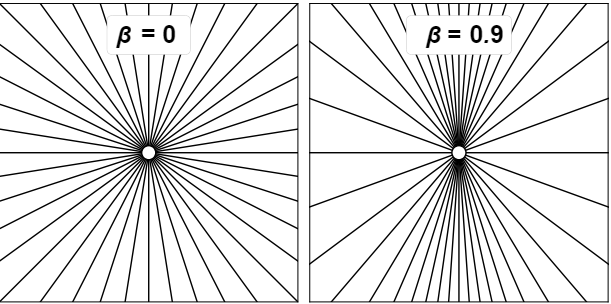 β = 0
β = 0.9